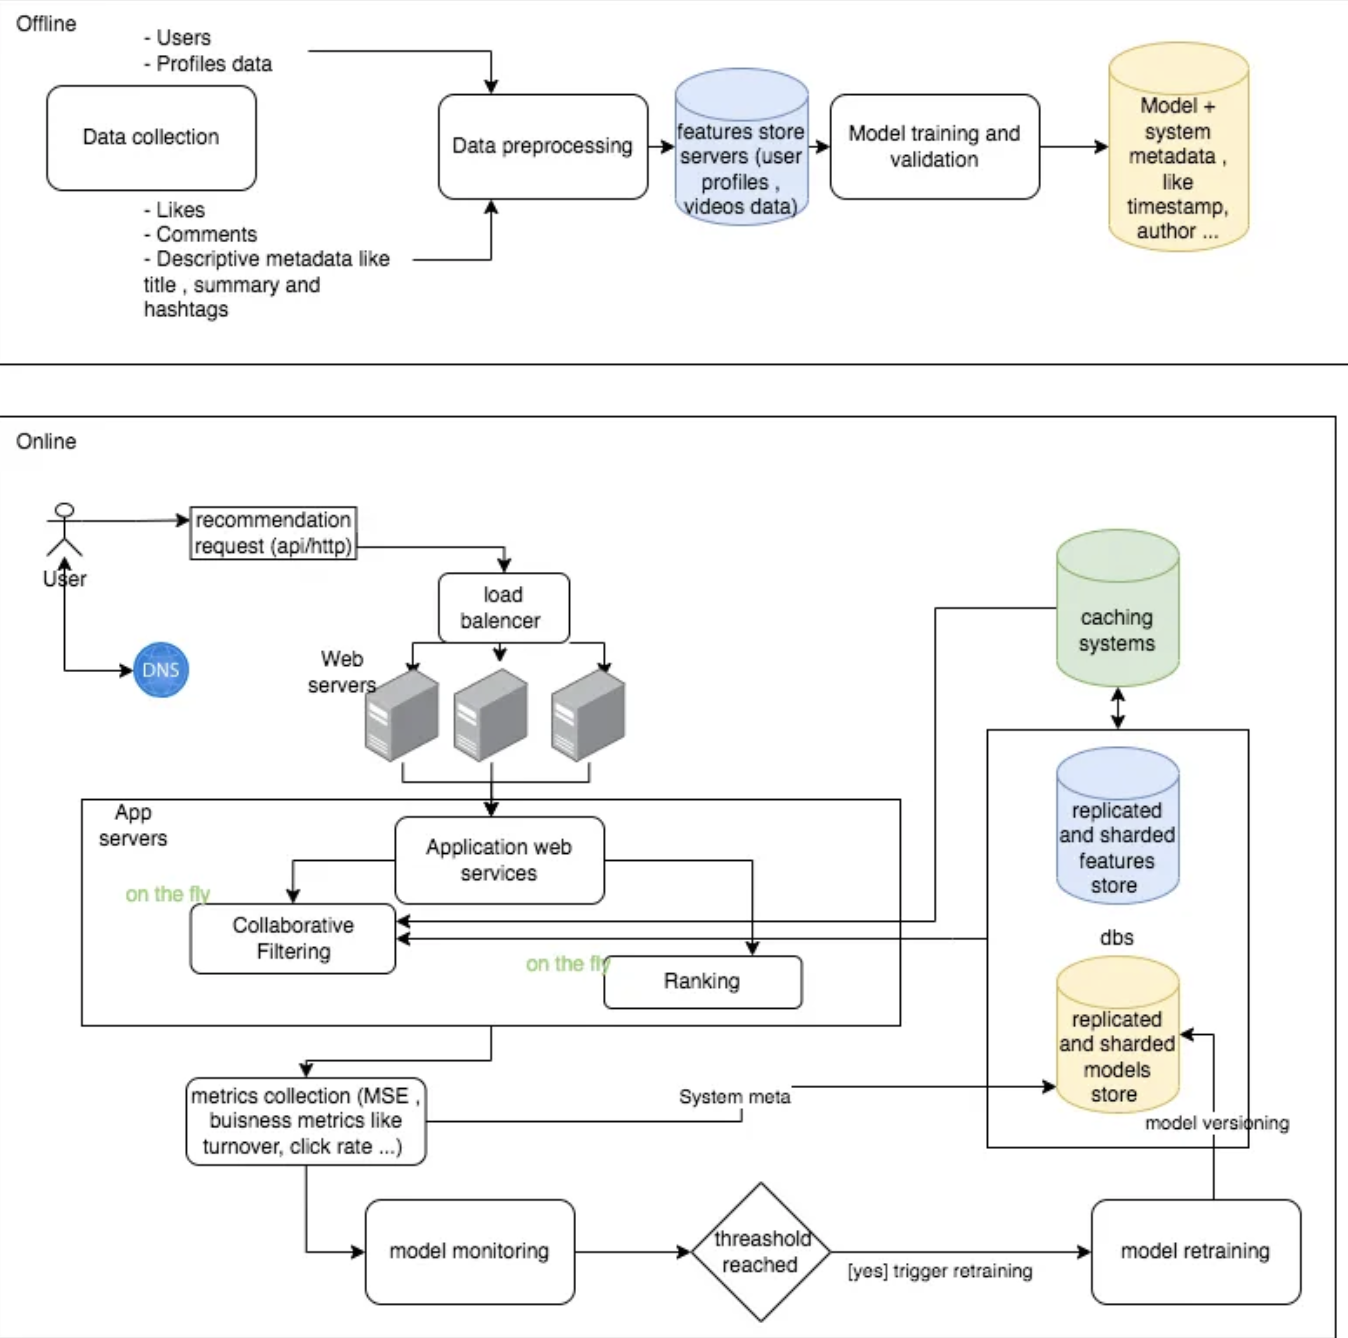 Offline
- Users
- Profiles data
Data collection
- Likes
- Comments
- Descriptive metadata like
title , summary and
hashtags
Data preprocessing
features store
servers (user
profiles ,
videos data)
Model training and
validation
Model +
system
metadata ,
like
timestamp,
author ...
Online
User
recommendation
request (api/http)
DNS
load
balencer
Web
servers
caching
systems
App
servers
Application web
services
on the fly
Collaborative
Filtering
on the fly
Ranking
replicated
and sharded
features
store
dbs
replicated
and sharded
models
store
metrics collection (MSE ,
buisness metrics like
turnover, click rate ...)
System meta
model versioning
model monitoring
threashold
reached
[yes] trigger retraining
model retraining